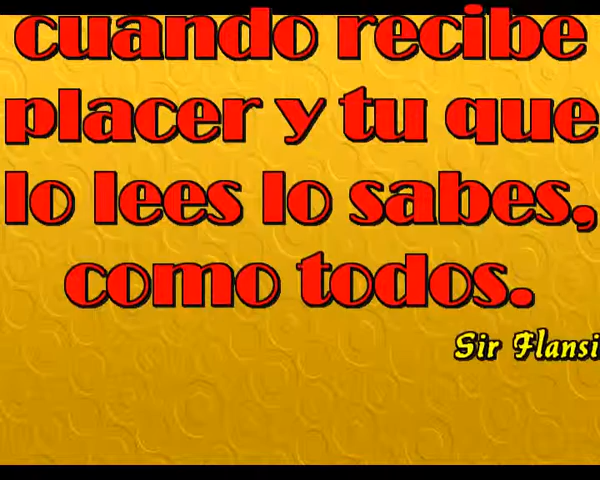 cuando recibe
placer y tu que
lo lees lo sabes,
como todos.
Sir Flansi